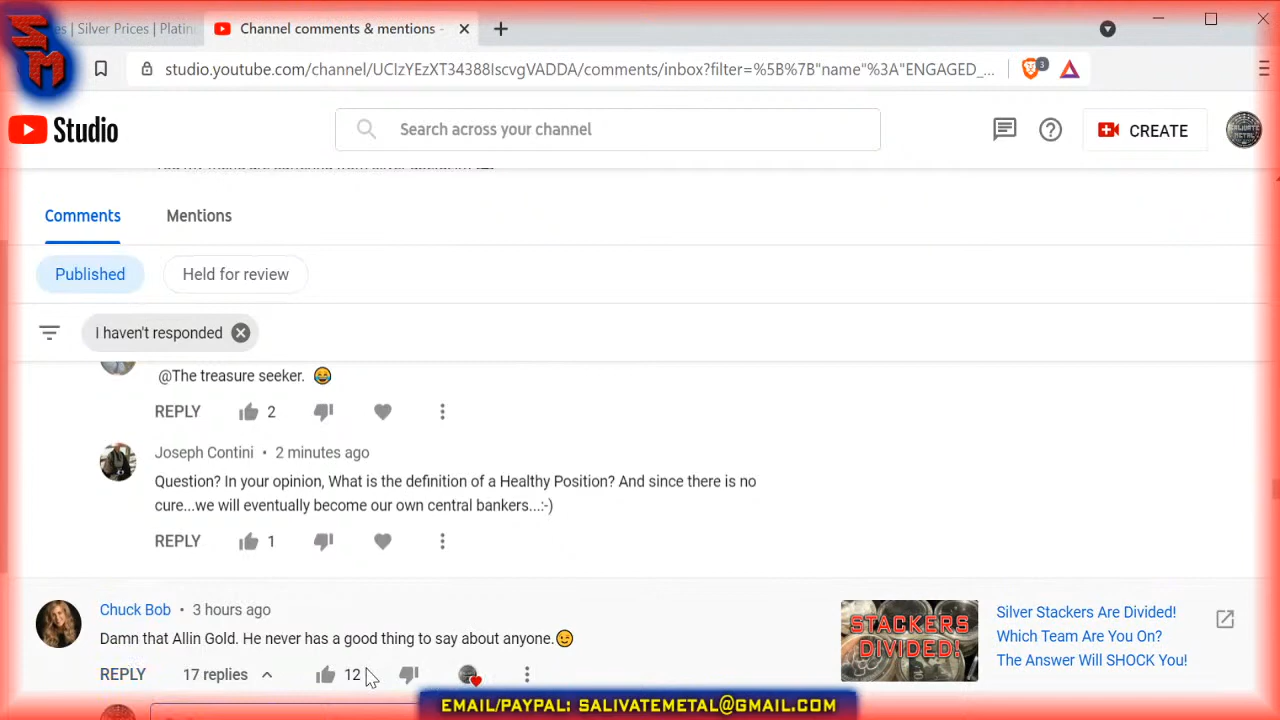 SM
es | Silver Prices | Platin
Channel comments & mentions -
studio.youtube.com/channel/UCIzYEzXT34388IscvgVADDA/comments/inbox?filter=%5B%7B"name"%3A"ENGAGED_...
3
Studio
Search across your channel
CREATE
SALIVATE METAL
Comments
Mentions
Published
Held for review
I haven't responded
@The treasure seeker. 😂
REPLY 2
Joseph Contini • 2 minutes ago
Question? In your opinion, What is the definition of a Healthy Position? And since there is no
cure...we will eventually become our own central bankers...:-)
REPLY 1
Chuck Bob • 3 hours ago
Damn that Allin Gold. He never has a good thing to say about anyone.😉
REPLY 17 replies 12
STACKERS
DIVIDED!
Silver Stackers Are Divided!
Which Team Are You On?
The Answer Will SHOCK You!
EMAIL/PAYPAL: SALIVATEMETAL@GMAIL.COM